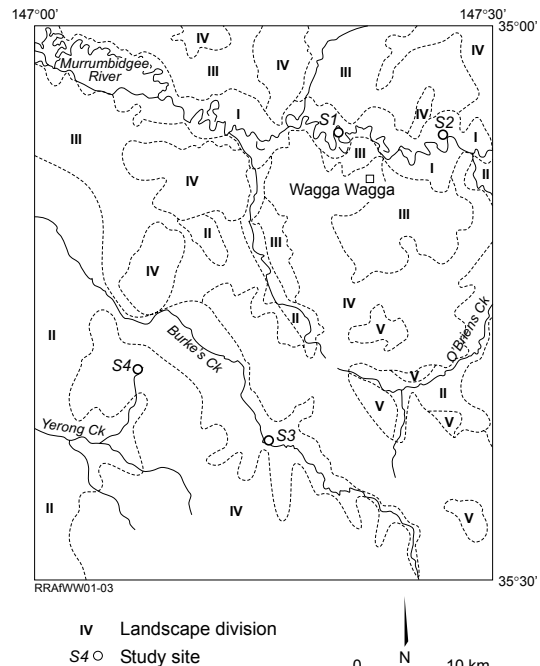 147°00'
147°30'
35°00'
IV
IV
Murrumbidgee
River
III
IV
III
I
S1
IV
S2
I
III
III
I
II
IV
Wagga Wagga
III
II
III
IV
IV
II
V
O'Briens Ck
II
Burke's Ck
V
S4
II
V
V
Yerong Ck
S3
II
IV
V
RRAfWW01-03
35°30'
IV Landscape division
S4 Study site
N
0 10 km